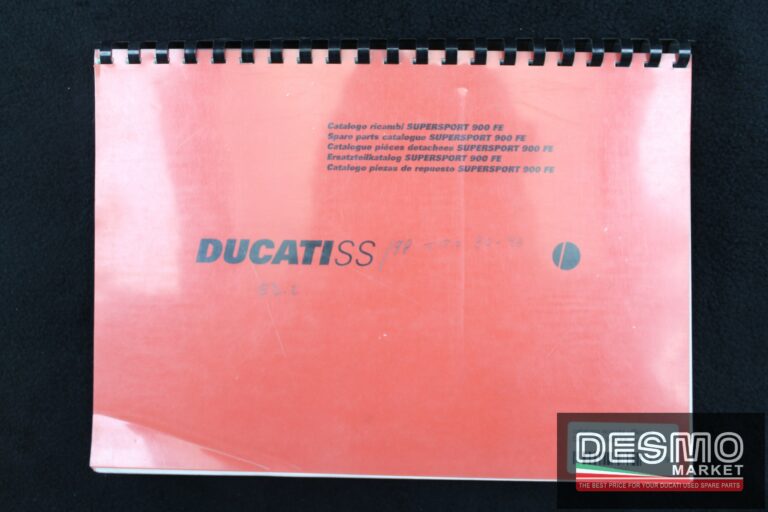 Catalogo ricambi SUPERSPORT 900 FE
Spare parts catalogue SUPERSPORT 900 FE
Catalogue pièces detachees SUPERSPORT 900 FE
Ersatzteilkatalog SUPERSPORT 900 FE
Catalogo piezas de repuesto SUPERSPORT 900 FE
DUCATISS
DESMO
MARKET
THE BEST PRICE FOR YOUR DUCATI USED SPARE PARTS